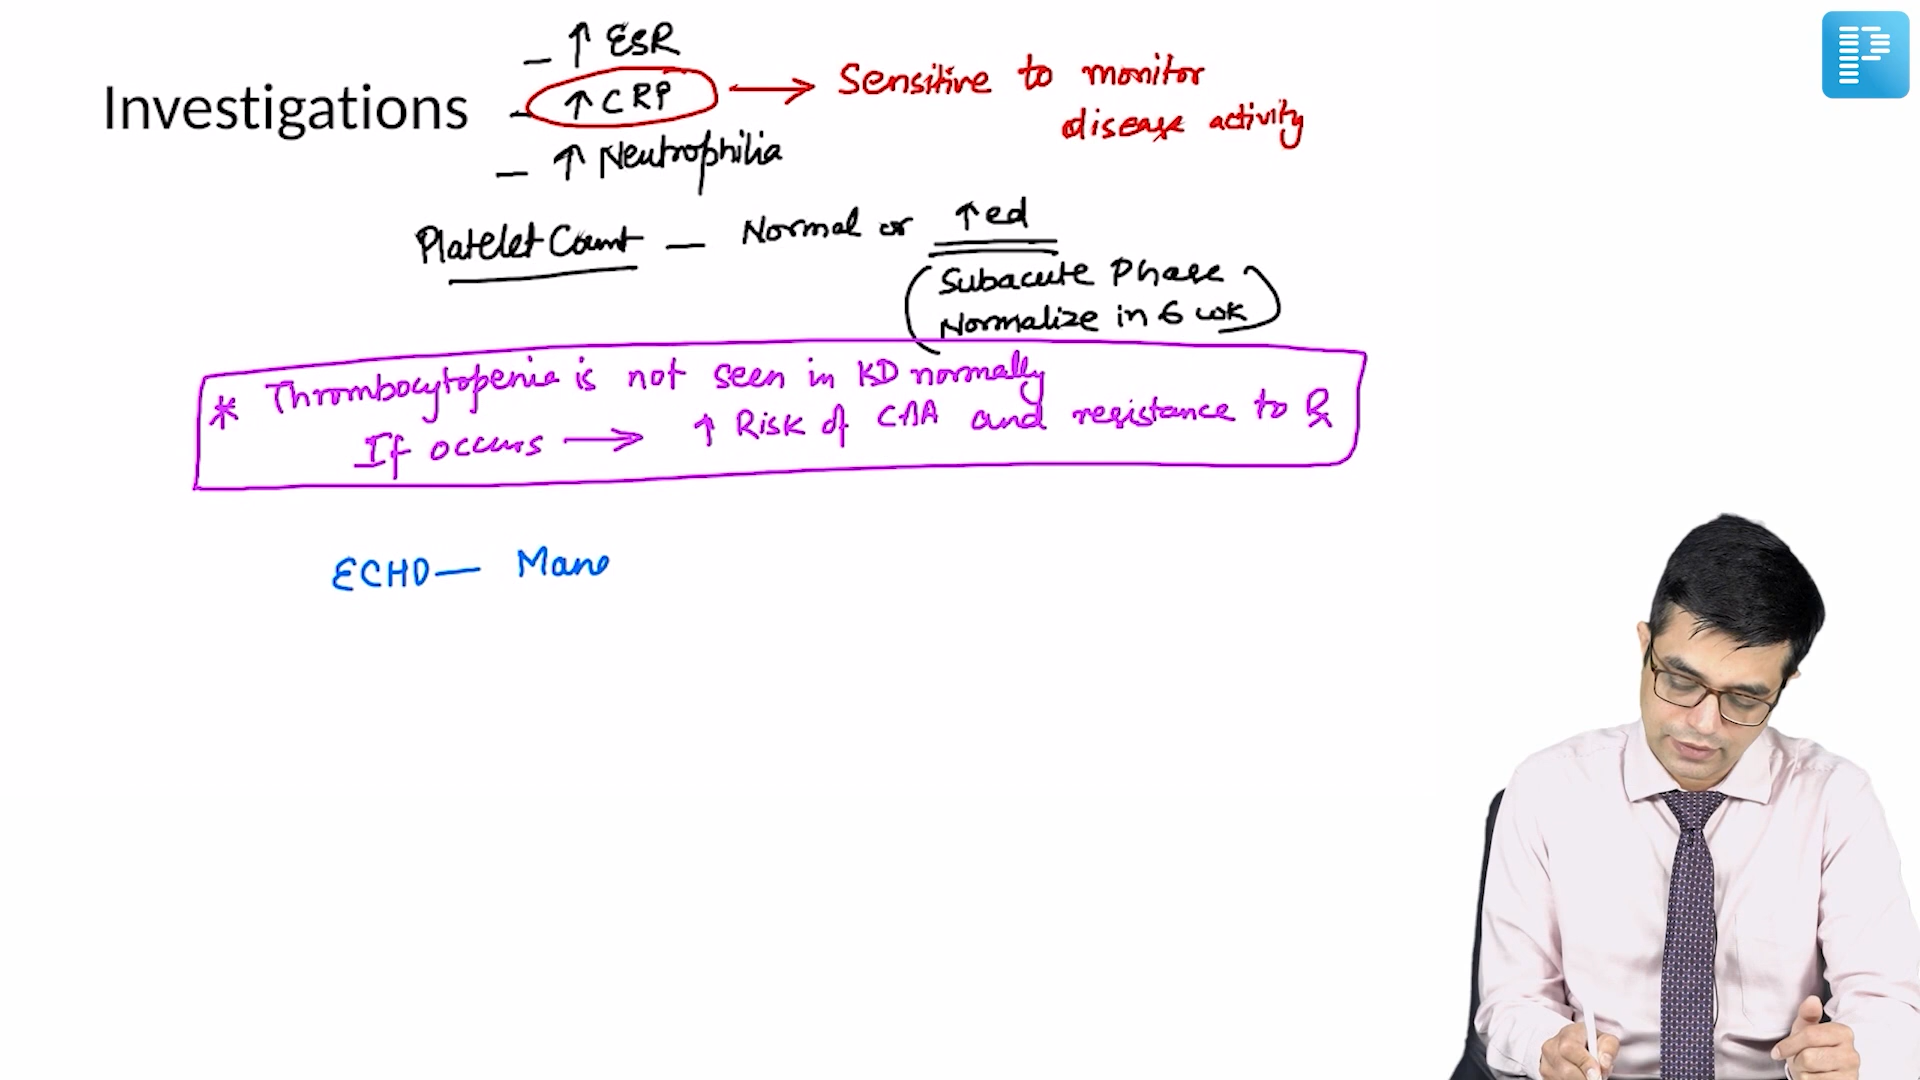 Investigations
– ↑ ESR
– ↑ CRP → Sensitive to monitor
disease activity
– ↑ Neutrophilia
Platelet Count — Normal or ↑ed
(Subacute Phase
Normalize in 6 wk)
* Thrombocytopenia is not seen in KD normally
If occurs → ↑ Risk of CAA and resistance to ℞
ECHO — Mano